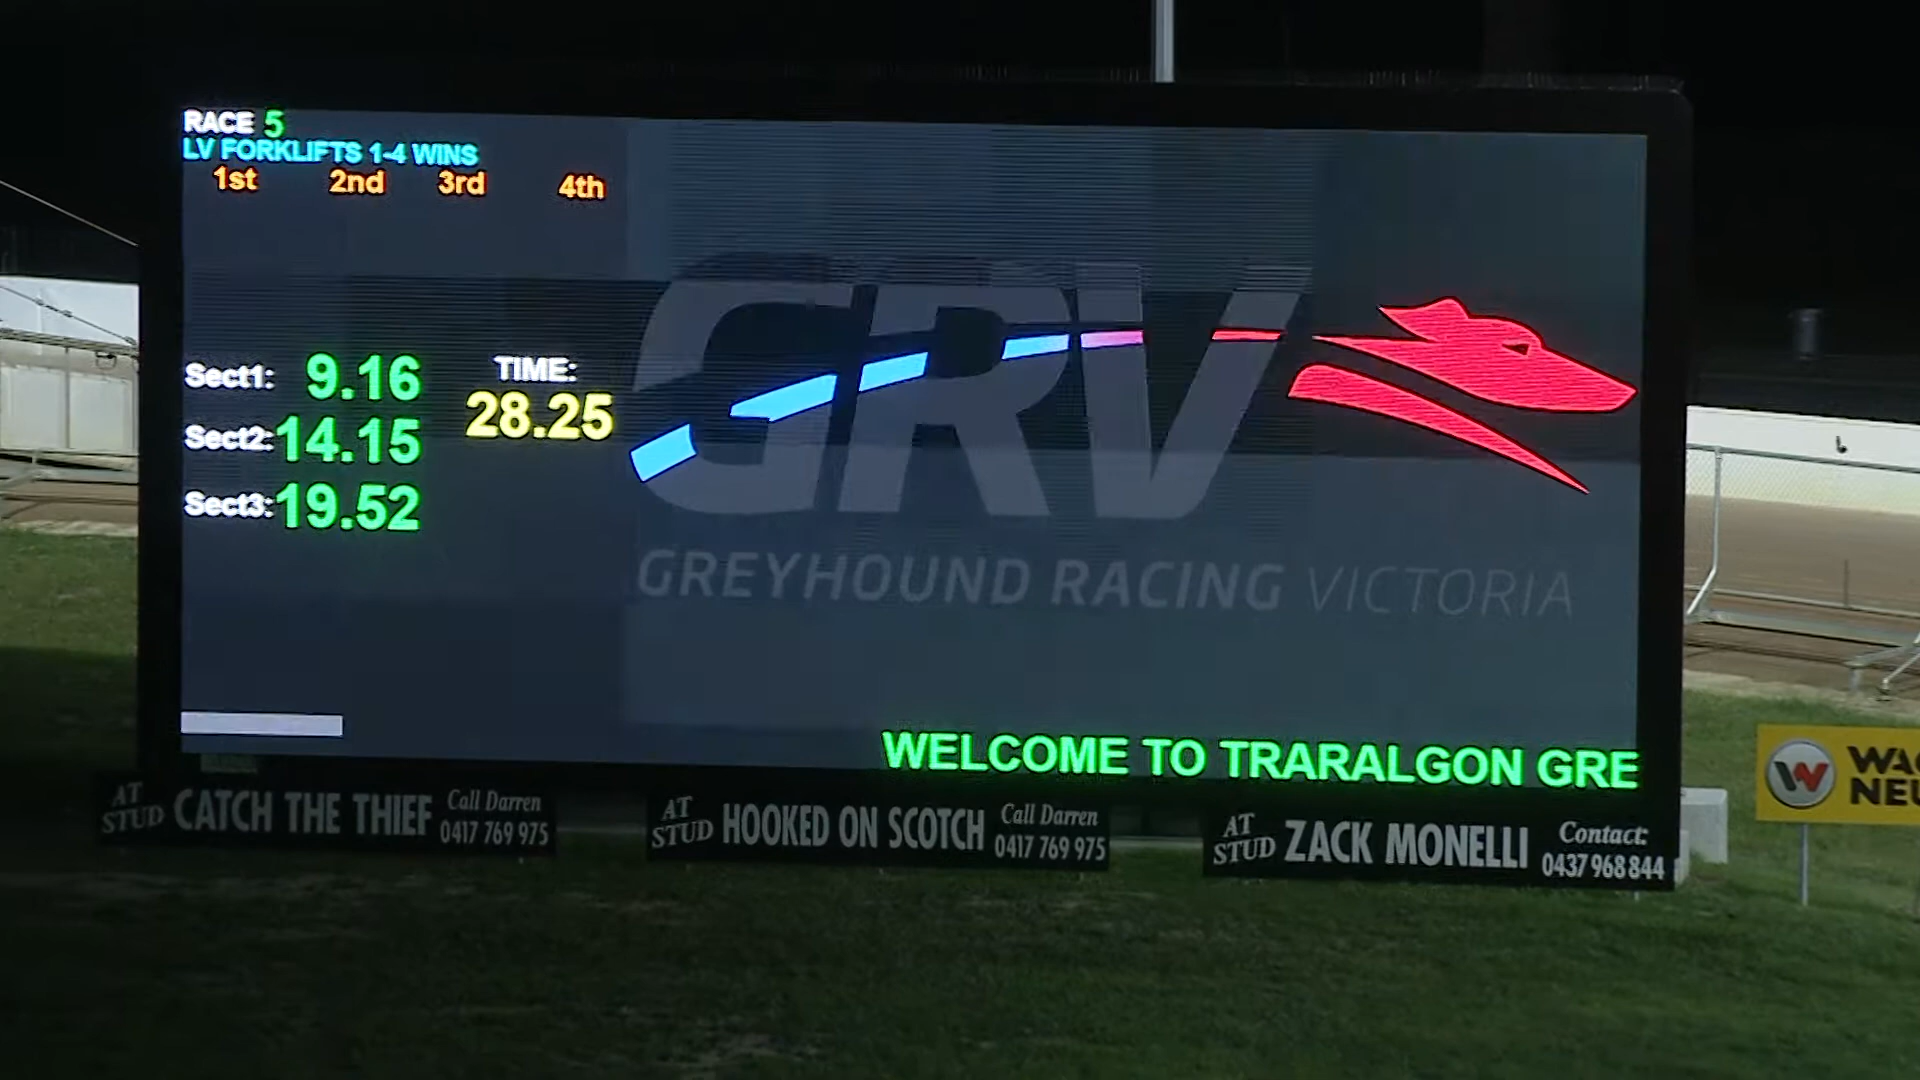 RACE 5
LV FORKLIFTS 1-4 WINS
1st 2nd 3rd 4th
Sect1: 9.16
Sect2: 14.15
Sect3: 19.52
TIME:
28.25
GRV
GREYHOUND RACING VICTORIA
WELCOME TO TRARALGON GRE
AT STUD CATCH THE THIEF Call Darren 0417 769 975
AT STUD HOOKED ON SCOTCH Call Darren 0417 769 975
AT STUD ZACK MONELLI Contact: 0437 968 844
WAC
NEU